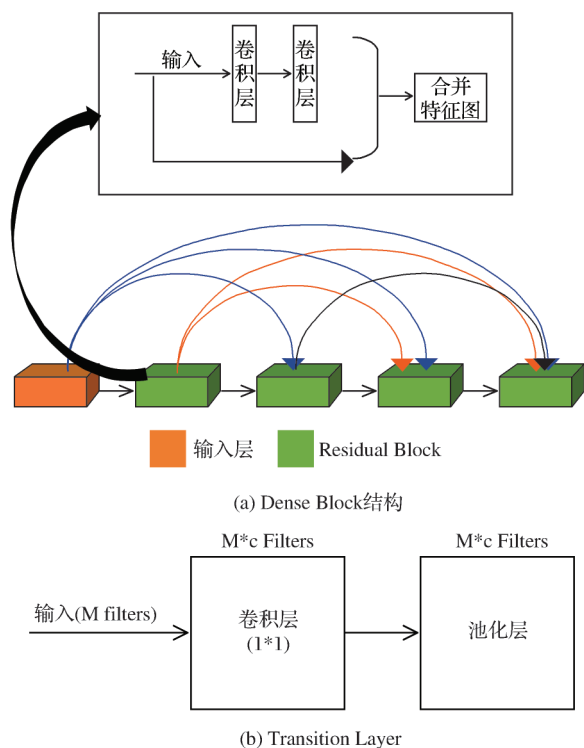 输入
卷积层
卷积层
合并
特征图
输入层
Residual Block
(a) Dense Block结构
M*c Filters
M*c Filters
输入(M filters)
卷积层
(1*1)
池化层
(b) Transition Layer